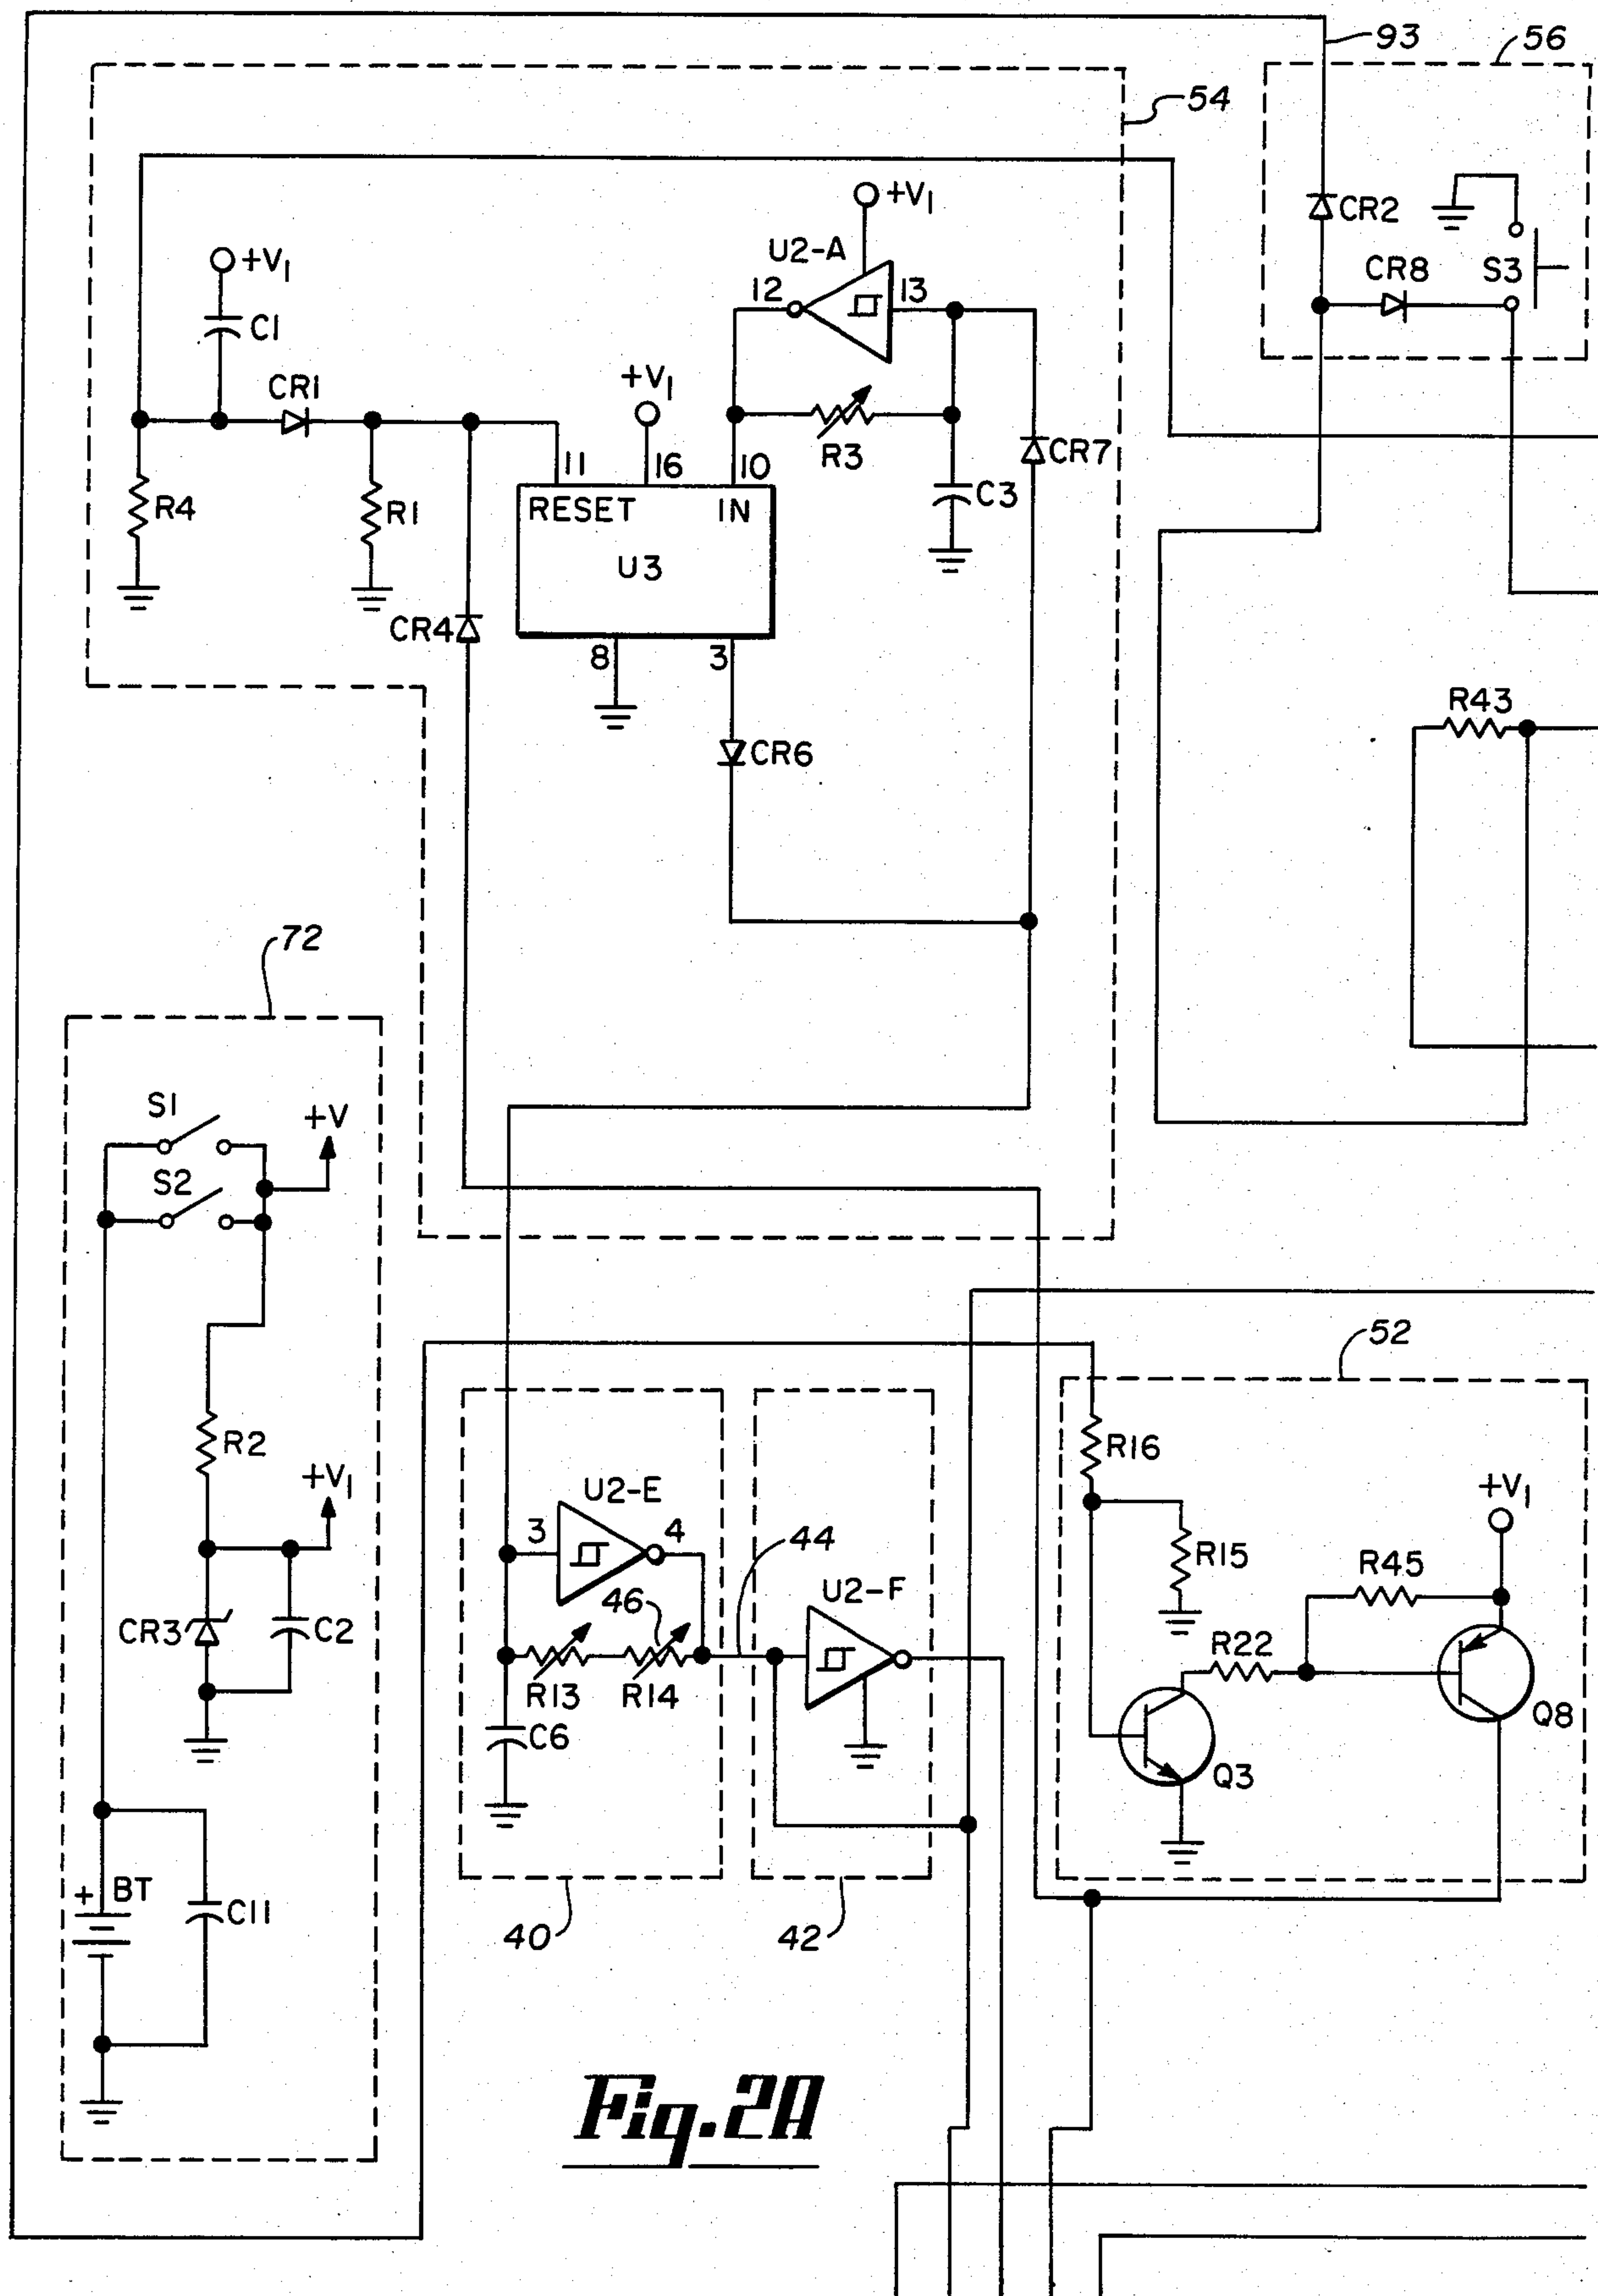 93
56
54
+V1
U2-A
CR2
+V1
CR8
S3
12
13
C1
+V1
CR1
R3
CR7
11
16
10
C3
R4
R1
RESET
IN
U3
CR4
8
3
R43
CR6
72
S1
+V
S2
52
R2
R16
+V1
U2-E
+V1
3
4
44
R15
R45
U2-F
46
CR3
C2
R22
R13
R14
Q8
C6
Q3
+
BT
C11
40
42
Fig. 2A